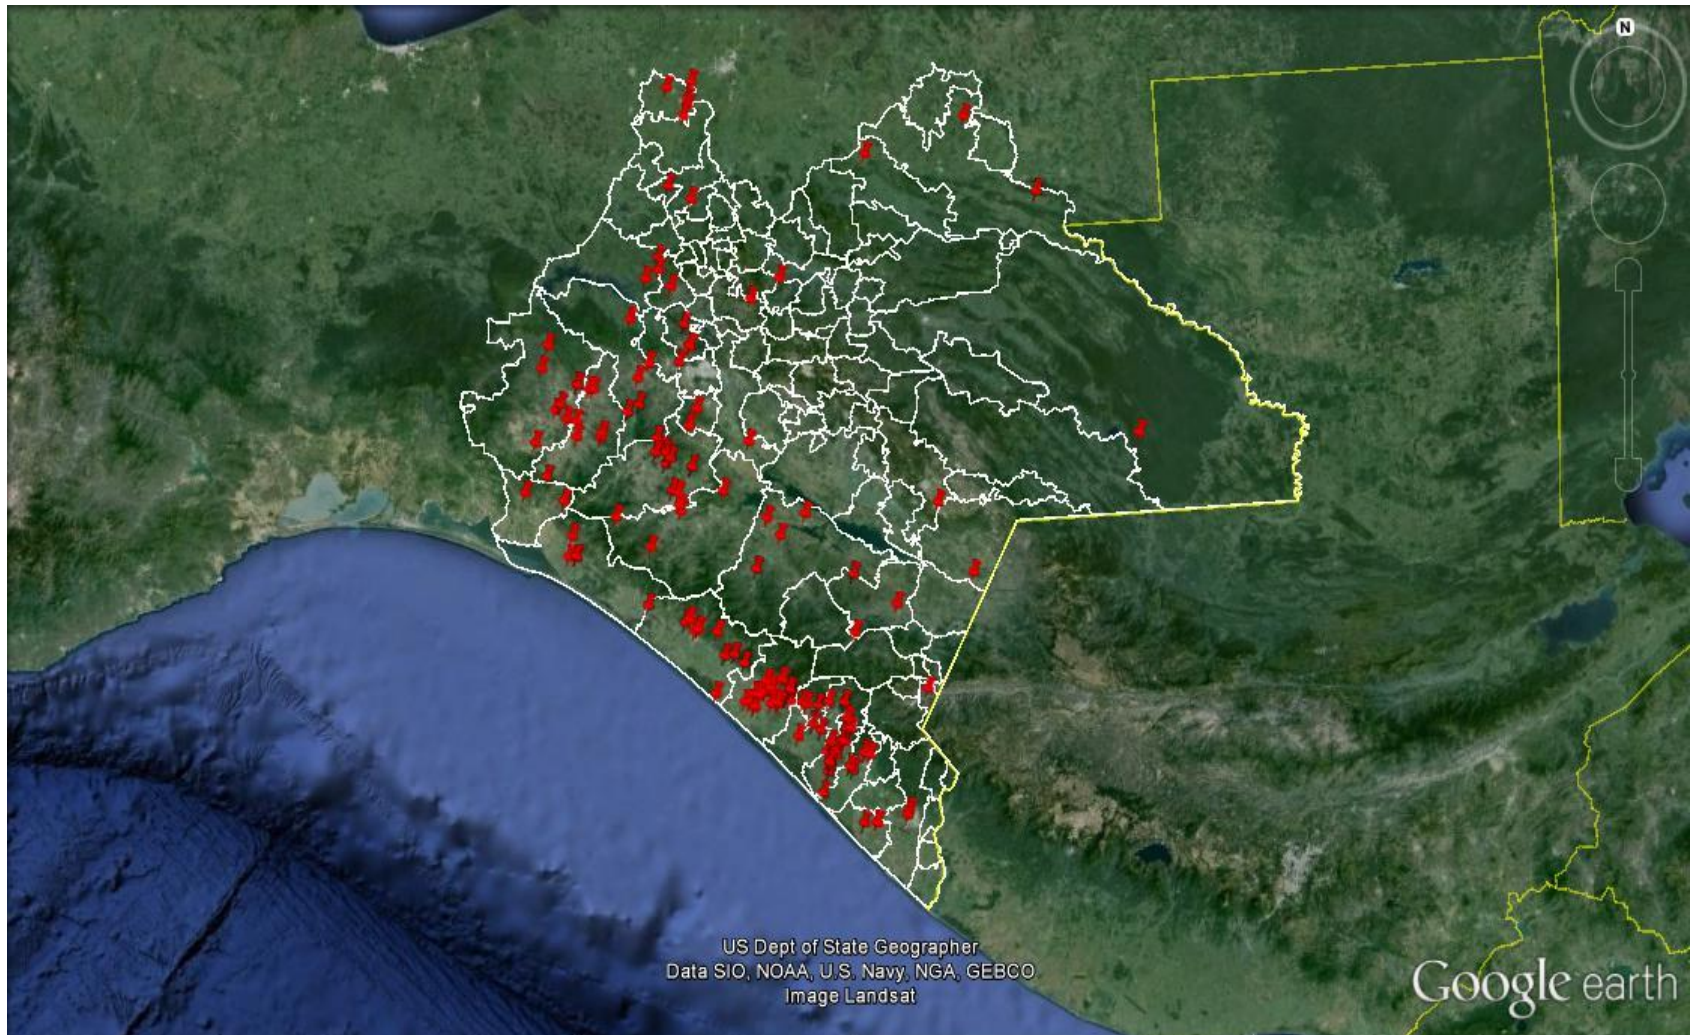 N
US Dept of State Geographer
Data SIO, NOAA, U.S. Navy, NGA, GEBCO
Image Landsat
Google earth